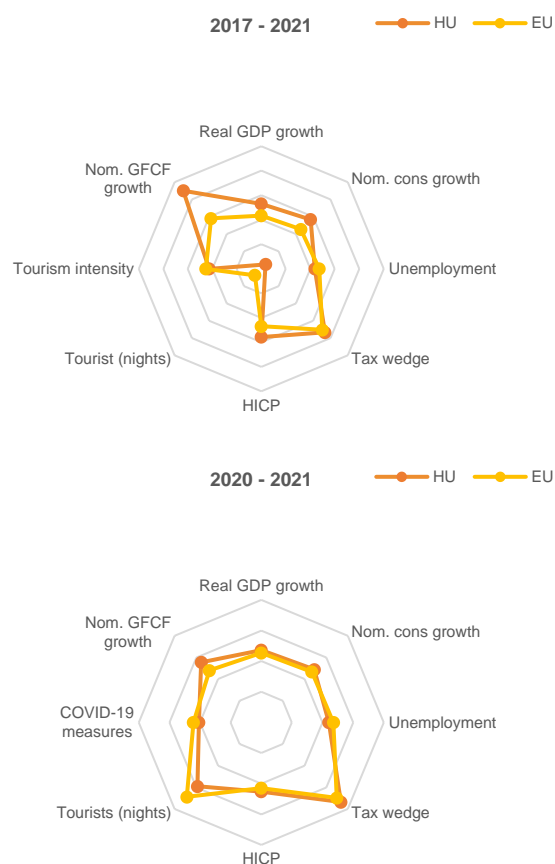 2017 - 2021
HU
EU
Real GDP growth
Nom. GFCF
growth
Nom. cons growth
Tourism intensity
Unemployment
Tourist (nights)
Tax wedge
HICP
2020 - 2021
HU
EU
Real GDP growth
Nom. GFCF
growth
Nom. cons growth
COVID-19
measures
Unemployment
Tourists (nights)
Tax wedge
HICP